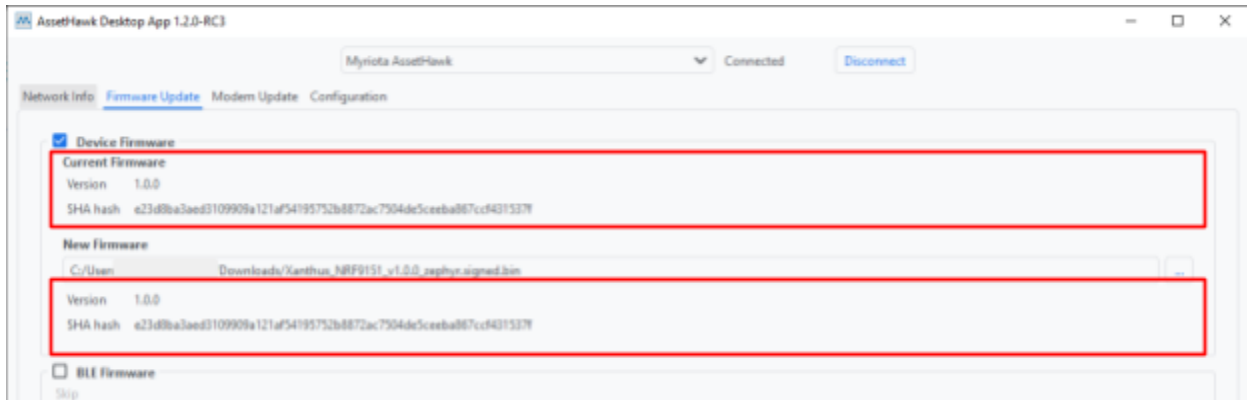 AssetHawk Desktop App 1.2.0-RC3
Myriota AssetHawk Connected Disconnect
Network Info Firmware Update Modem Update Configuration
Device Firmware
Current Firmware
Version 1.0.0
SHA hash e23d8ba3aed3109909a121af54195752b8872ac7504de5ceeba867ccf431537f
New Firmware
C:/User Downloads/Xanthus_NRF9151_v1.0.0_zephyr.signed.bin ...
Version 1.0.0
SHA hash e23d8ba3aed3109909a121af54195752b8872ac7504de5ceeba867ccf431537f
BLE Firmware
Skip